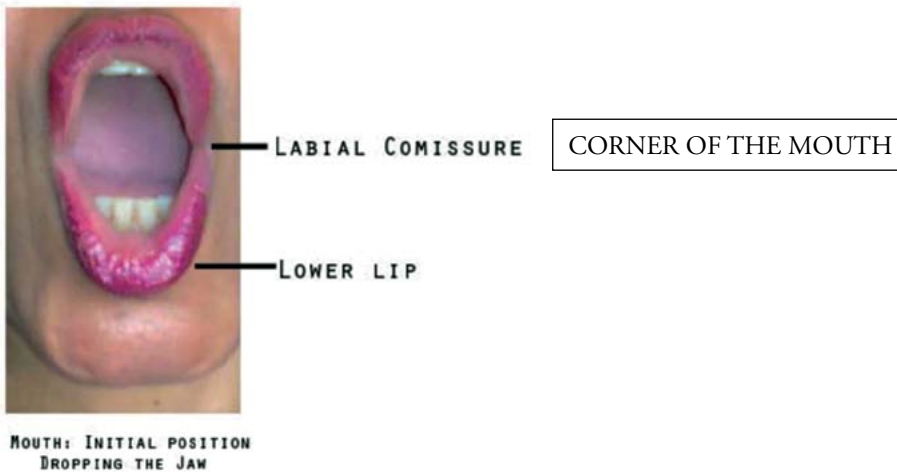 LABIAL COMISSURE
CORNER OF THE MOUTH
LOWER LIP
MOUTH: INITIAL POSITION
DROPPING THE JAW